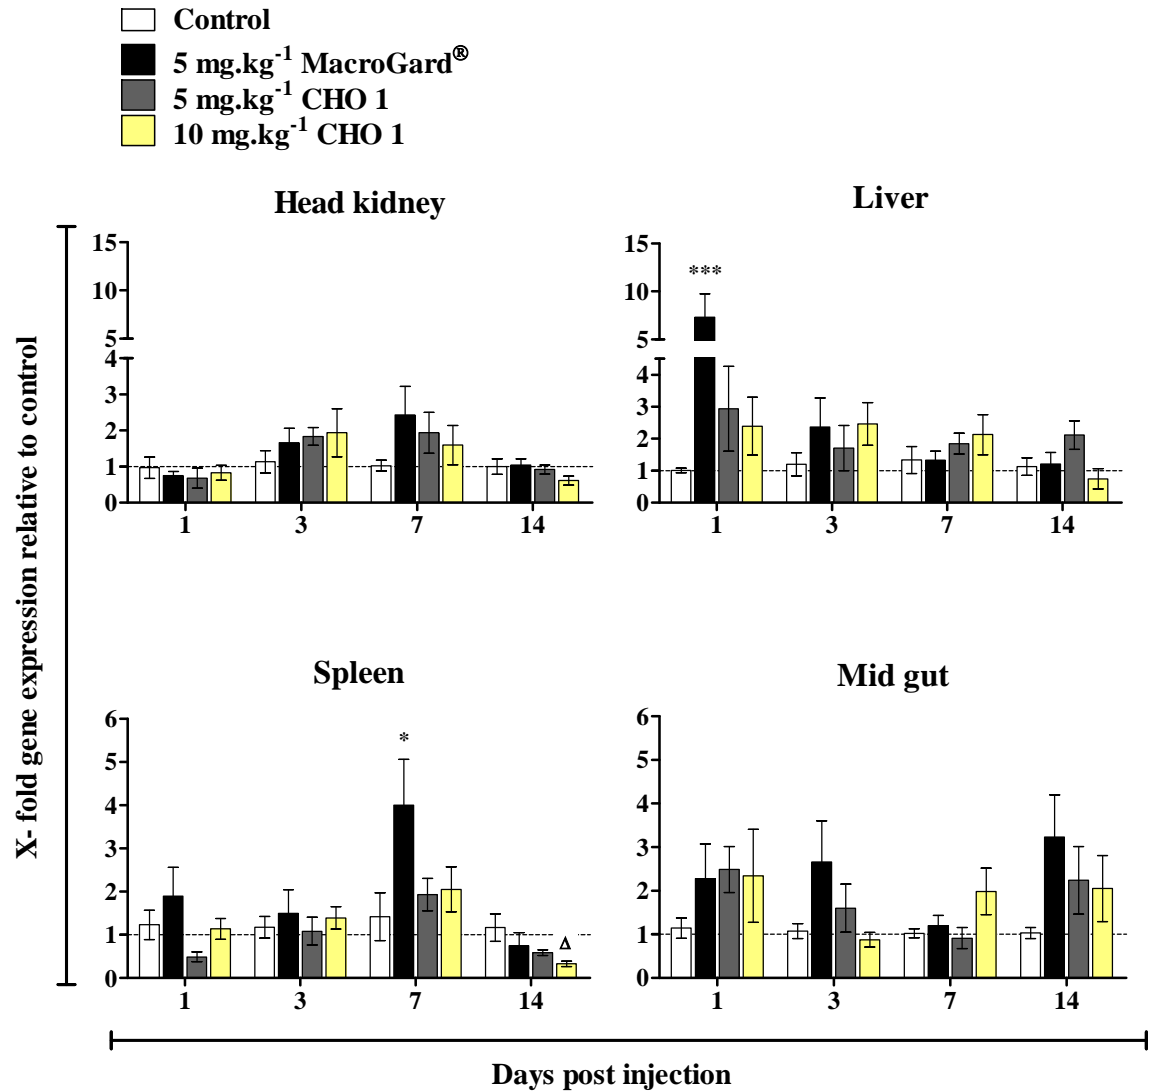 Control
5 mg.kg-1 MacroGard®
5 mg.kg-1 CHO 1
10 mg.kg-1 CHO 1
X- fold gene expression relative to control
Head kidney
15
10
5
4
3
2
1
0
1 3 7 14
Liver
15
10
5
4
3
2
1
0
***
1 3 7 14
Spleen
6
5
4
3
2
1
0
*
Δ
1 3 7 14
Mid gut
6
5
4
3
2
1
0
1 3 7 14
Days post injection